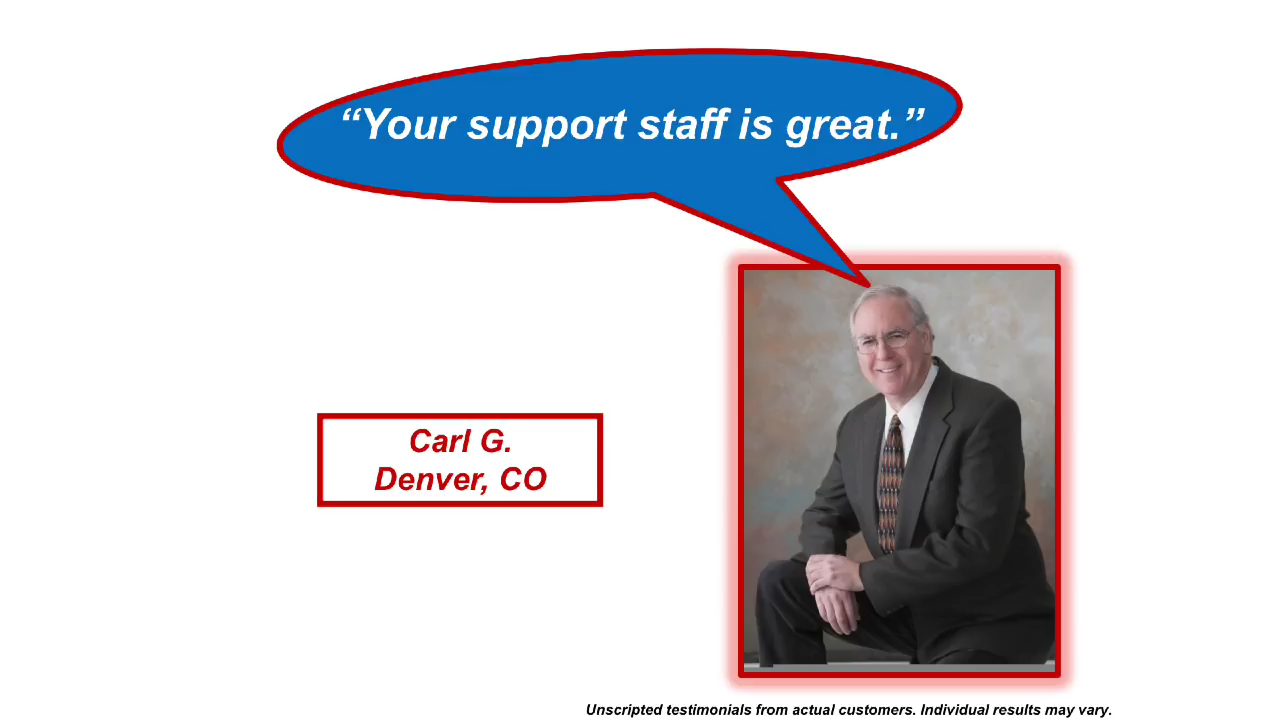 “Your support staff is great.”
Carl G.
Denver, CO
Unscripted testimonials from actual customers. Individual results may vary.